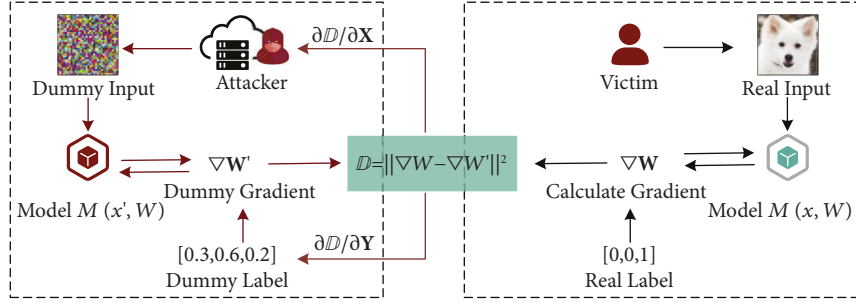 ∂𝔻/∂X
Dummy Input
Attacker
Victim
Real Input
∇W'
𝔻=||∇W−∇W'||²
∇W
Dummy Gradient
Calculate Gradient
Model M (x', W)
Model M (x, W)
[0.3,0.6,0.2]
∂𝔻/∂Y
[0,0,1]
Dummy Label
Real Label